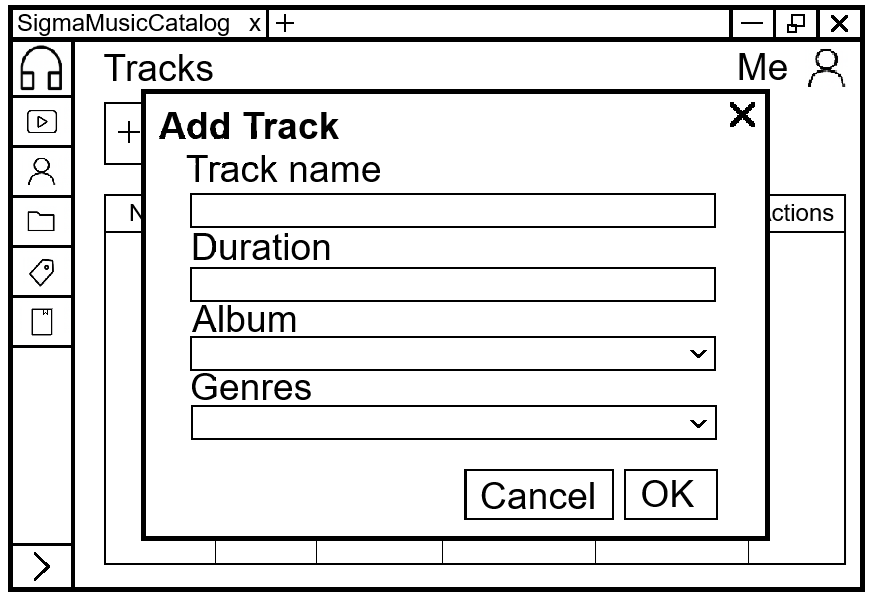 SigmaMusicCatalog x
Tracks
Me
Add Track
Track name
N
ctions
Duration
Album
Genres
Cancel
OK